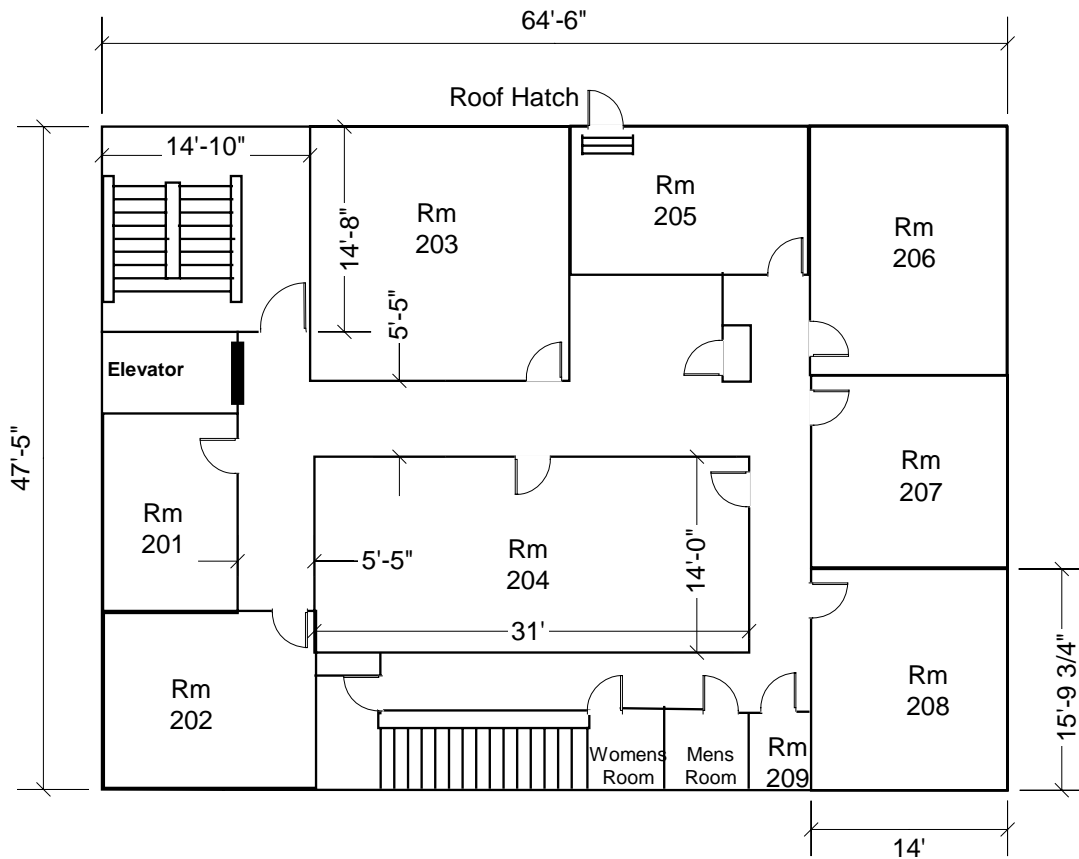 64'-6"
Roof Hatch
14'-10"
Rm
203
14'-8"
Rm
205
Rm
206
5'-5"
Elevator
47'-5"
Rm
201
5'-5"
Rm
204
14'-0"
Rm
207
31'
Rm
202
Rm
208
15'-9 3/4"
Womens
Room
Mens
Room
Rm
209
14'